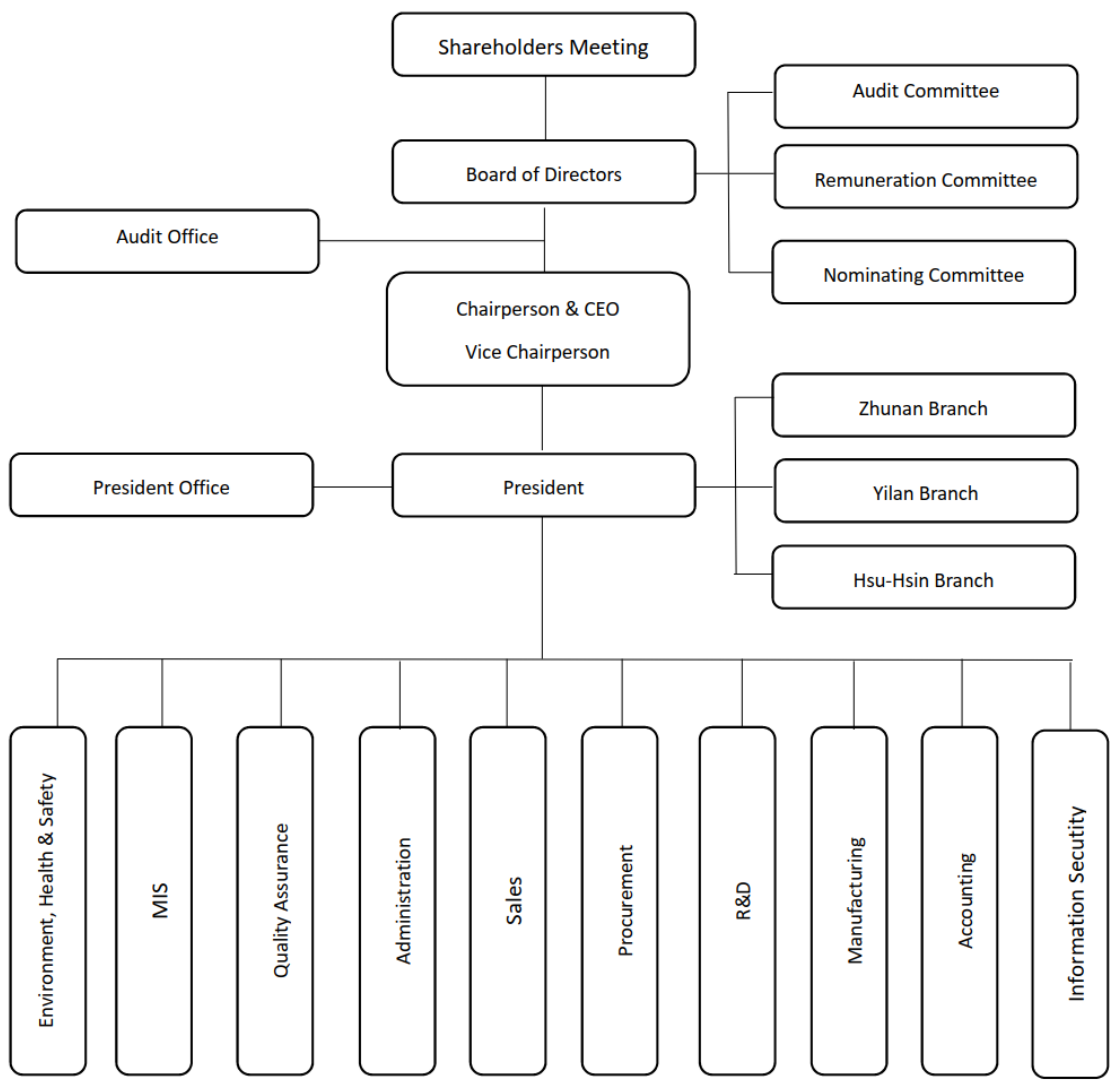 Shareholders Meeting
Audit Committee
Board of Directors
Remuneration Committee
Audit Office
Nominating Committee
Chairperson & CEO
Vice Chairperson
Zhunan Branch
President Office
President
Yilan Branch
Hsu-Hsin Branch
Environment, Health & Safety
MIS
Quality Assurance
Administration
Sales
Procurement
R&D
Manufacturing
Accounting
Information Secutity